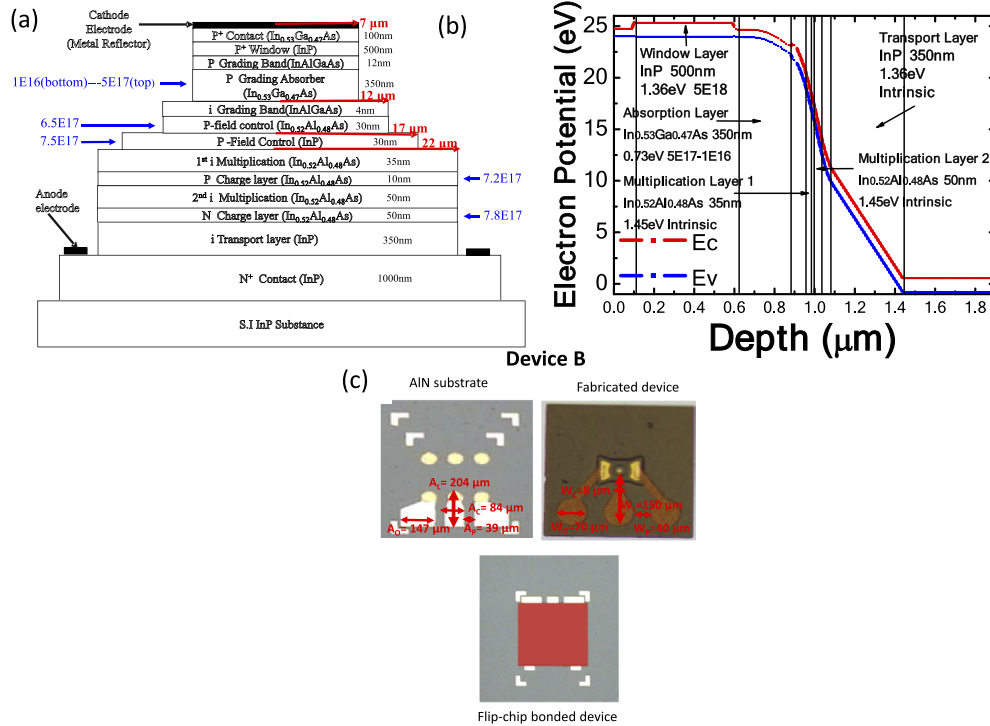 (a)
Cathode
Electrode
(Metal Reflector)
7 μm
P⁺ Contact (In0.53Ga0.47As) 100nm
P⁺ Window (InP) 500nm
P Grading Band(InAlGaAs) 12nm
1E16(bottom)---5E17(top)
P Grading Absorber
(In0.53Ga0.47As)
350nm
12 μm
i Grading Band(InAlGaAs) 4nm
6.5E17
P-field control (In0.52Al0.48As) 30nm
17 μm
7.5E17
P -Field Control (InP) 30nm
22 μm
1st i Multiplication (In0.52Al0.48As) 35nm
P Charge layer (In0.52Al0.48As) 10nm
7.2E17
2nd i Multiplication (In0.52Al0.48As) 50nm
N Charge layer (In0.52Al0.48As) 50nm
7.8E17
Anode
electrode
i Transport layer (InP) 350nm
N⁺ Contact (InP) 1000nm
S.I InP Substance
(b)
Electron Potential (eV)
25
20
15
10
5
0
Window Layer
InP 500nm
1.36eV 5E18
Absorption Layer
In0.53Ga0.47As 350nm
0.73eV 5E17-1E16
Multiplication Layer 1
In0.52Al0.48As 35nm
1.45eV Intrinsic
Transport Layer
InP 350nm
1.36eV
Intrinsic
Multiplication Layer 2
In0.52Al0.48As 50nm
1.45eV Intrinsic
Ec
Ev
0.0 0.2 0.4 0.6 0.8 1.0 1.2 1.4 1.6 1.8
Depth (μm)
Device B
(c)
AlN substrate
Fabricated device
AL= 204 μm
AC= 84 μm
AO= 147 μm
AP= 39 μm
=8 μm
=150 μm
=70 μm
Flip-chip bonded device